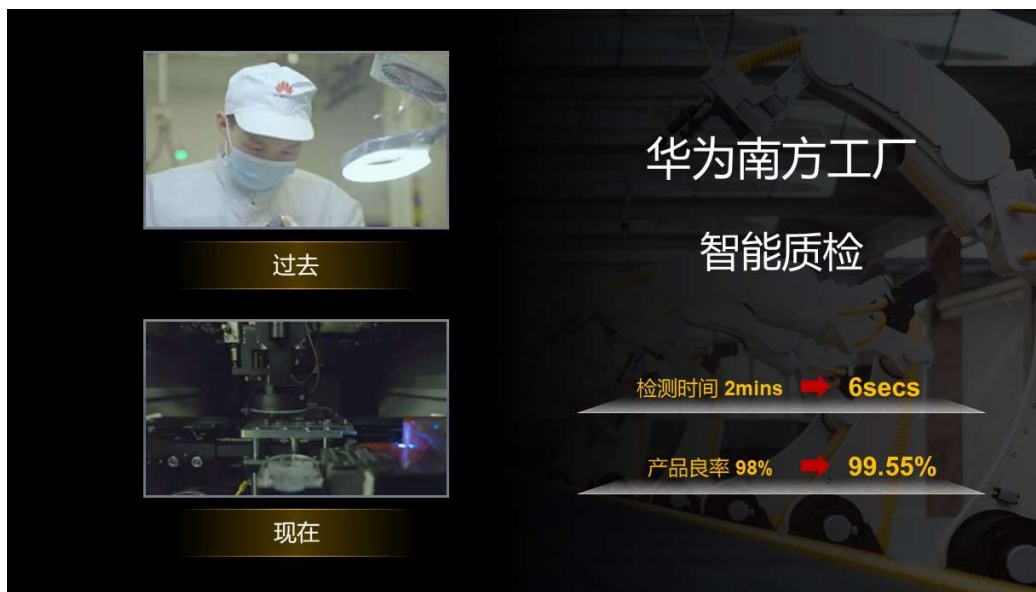 过去
现在
华为南方工厂
智能质检
检测时间 2mins 6secs
产品良率 98% 99.55%